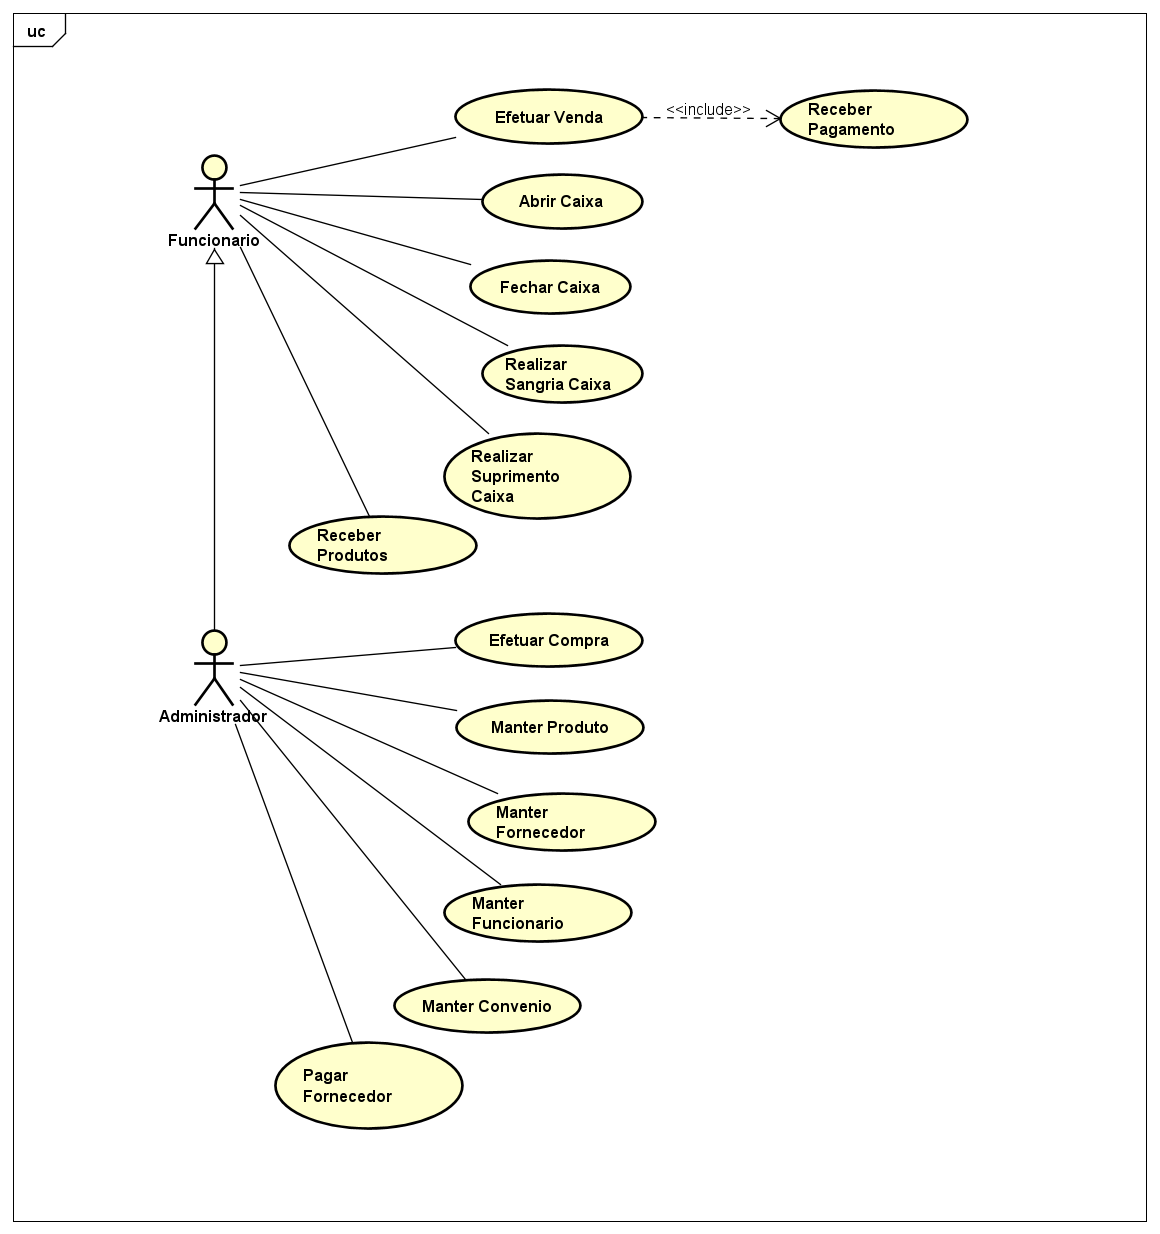 uc
Efetuar Venda
<<include>>
Receber
Pagamento
Abrir Caixa
Funcionario
Fechar Caixa
Realizar
Sangria Caixa
Realizar
Suprimento
Caixa
Receber
Produtos
Efetuar Compra
Administrador
Manter Produto
Manter
Fornecedor
Manter
Funcionario
Manter Convenio
Pagar
Fornecedor